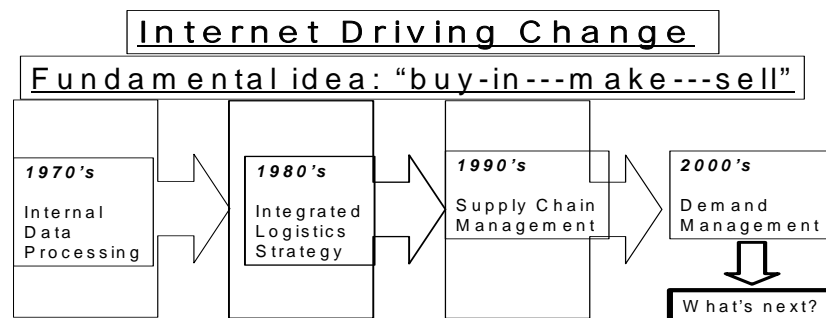 Internet Driving Change
Fundamental idea: “buy-in---make---sell”
1970's
Internal
Data
Processing
1980's
Integrated
Logistics
Strategy
1990's
Supply Chain
Management
2000's
Demand
Management
What's next?